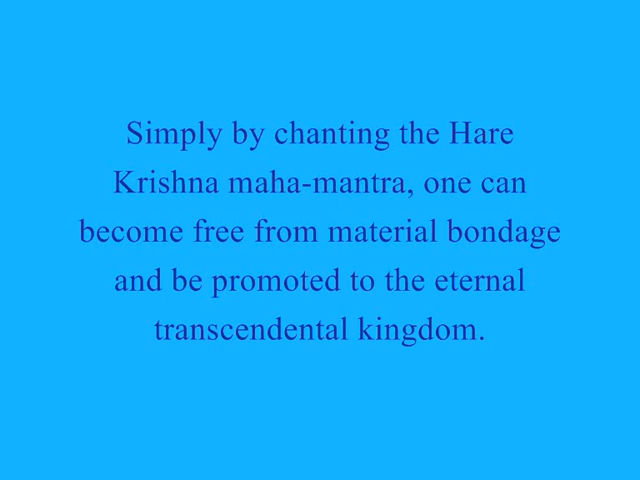 Simply by chanting the Hare
Krishna maha-mantra, one can
become free from material bondage
and be promoted to the eternal
transcendental kingdom.